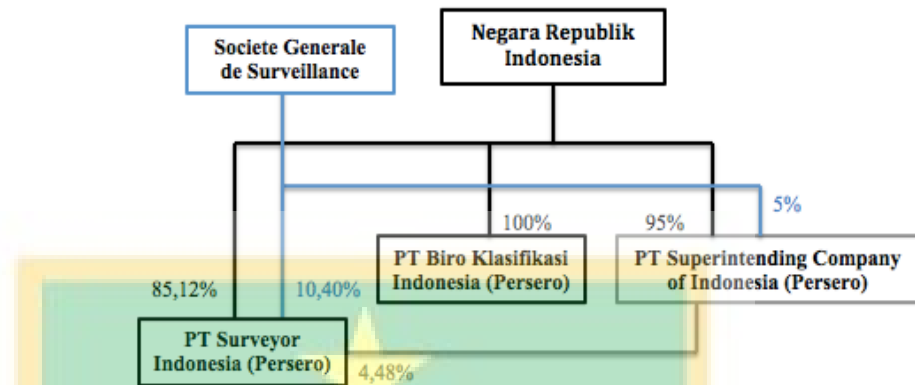 Societe Generale
de Surveillance
Negara Republik
Indonesia
5%
100%
95%
PT Biro Klasifikasi
Indonesia (Persero)
PT Superintending Company
of Indonesia (Persero)
85,12%
10,40%
PT Surveyor
Indonesia (Persero)
4,48%